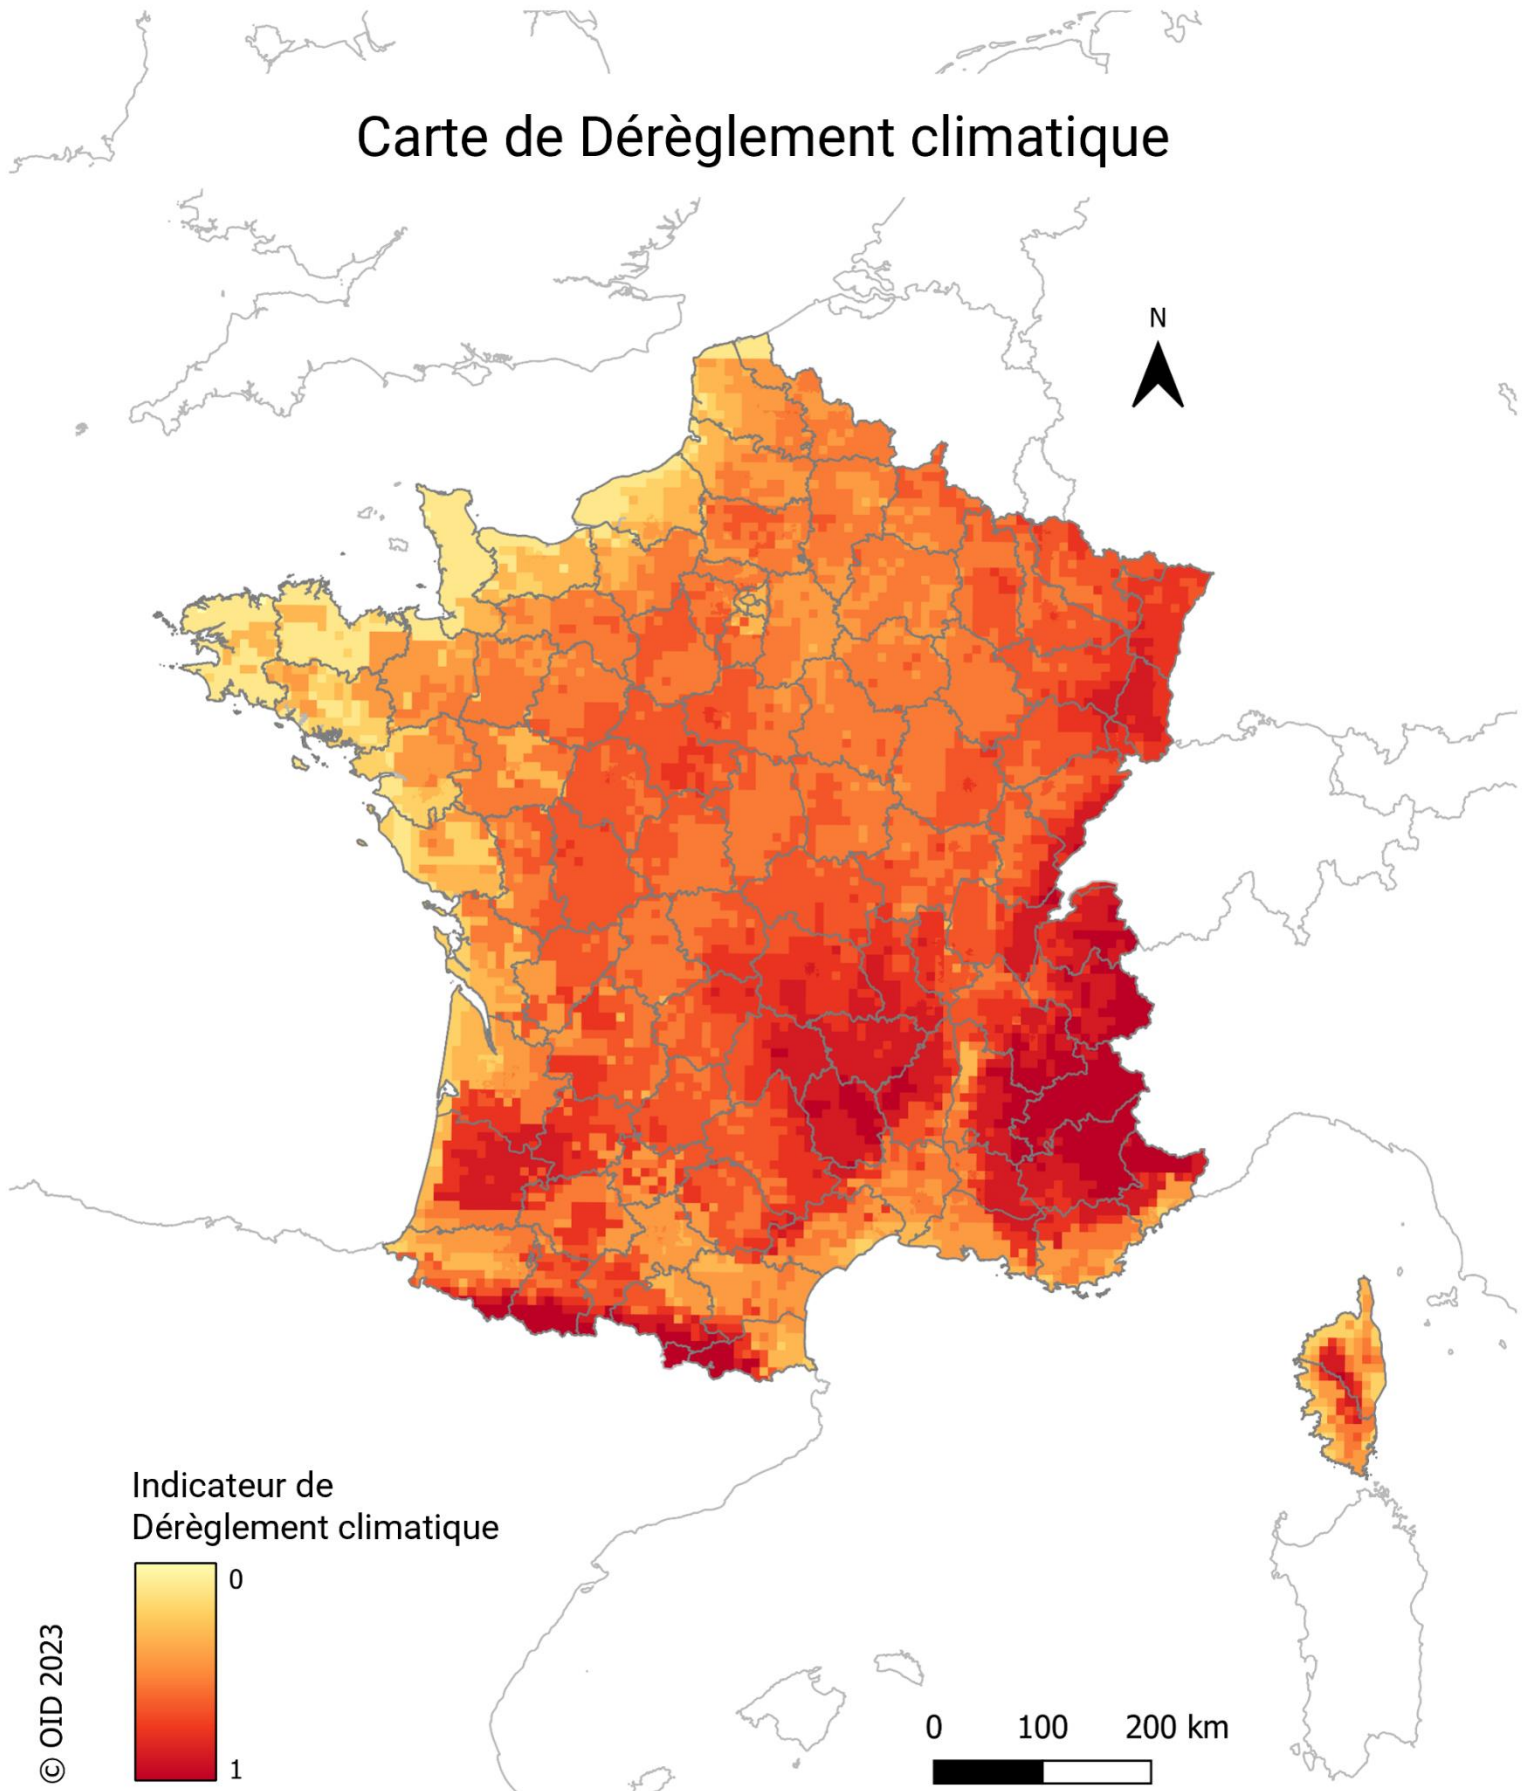 Carte de Dérèglement climatique
N
Indicateur de
Dérèglement climatique
0
1
© OID 2023
0 100 200 km